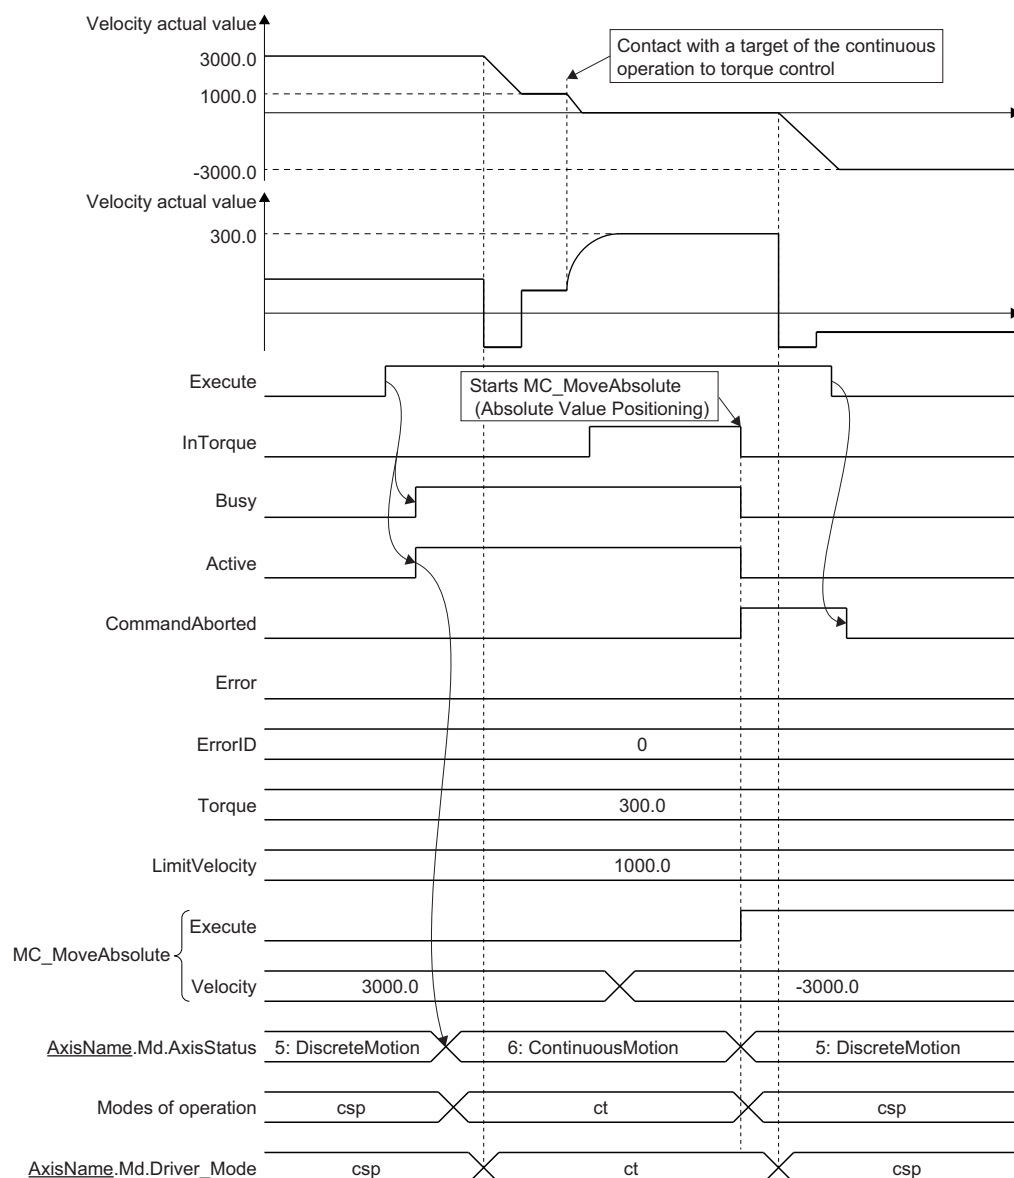 Velocity actual value
3000.0
Contact with a target of the continuous
operation to torque control
1000.0
-3000.0
Velocity actual value
300.0
Execute
Starts MC_MoveAbsolute
(Absolute Value Positioning)
InTorque
Busy
Active
CommandAborted
Error
ErrorID
0
Torque
300.0
LimitVelocity
1000.0
MC_MoveAbsolute
Execute
Velocity
3000.0
-3000.0
AxisName.Md.AxisStatus
5: DiscreteMotion
6: ContinuousMotion
5: DiscreteMotion
Modes of operation
csp
ct
csp
AxisName.Md.Driver_Mode
csp
ct
csp